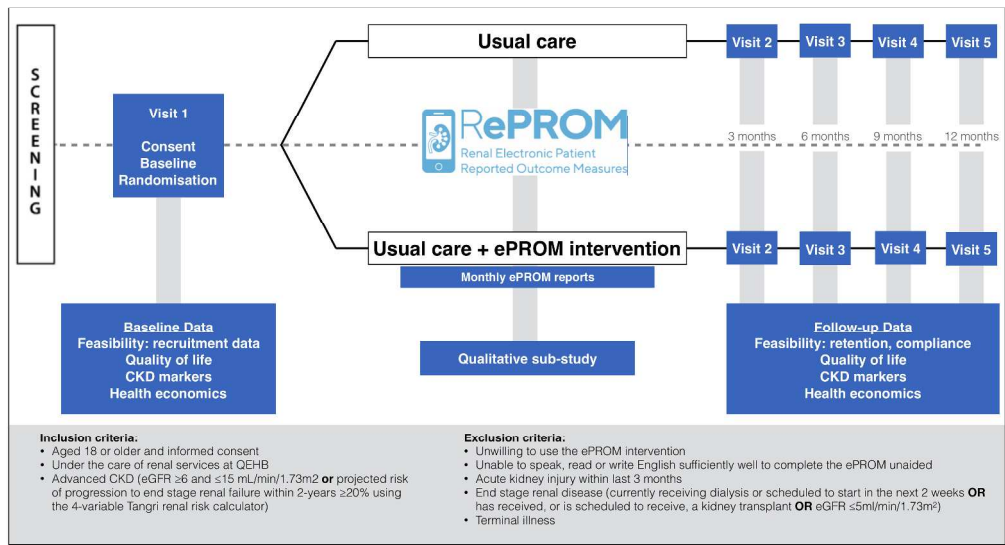 SCREENING
Visit 1
Consent
Baseline
Randomisation
Usual care
Visit 2
Visit 3
Visit 4
Visit 5
RePROM
Renal Electronic Patient
Reported Outcome Measures
3 months
6 months
9 months
12 months
Usual care + ePROM intervention
Visit 2
Visit 3
Visit 4
Visit 5
Monthly ePROM reports
Baseline Data
Feasibility: recruitment data
Quality of life
CKD markers
Health economics
Qualitative sub-study
Follow-up Data
Feasibility: retention, compliance
Quality of life
CKD markers
Health economics
Inclusion criteria:
• Aged 18 or older and informed consent
• Under the care of renal services at QEHB
• Advanced CKD (eGFR ≥6 and ≤15 mL/min/1.73m2 or projected risk
of progression to end stage renal failure within 2-years ≥20% using
the 4-variable Tangri renal risk calculator)
Exclusion criteria:
• Unwilling to use the ePROM intervention
• Unable to speak, read or write English sufficiently well to complete the ePROM unaided
• Acute kidney injury within last 3 months
• End stage renal disease (currently receiving dialysis or scheduled to start in the next 2 weeks OR
has received, or is scheduled to receive, a kidney transplant OR eGFR ≤5ml/min/1.73m²)
• Terminal illness